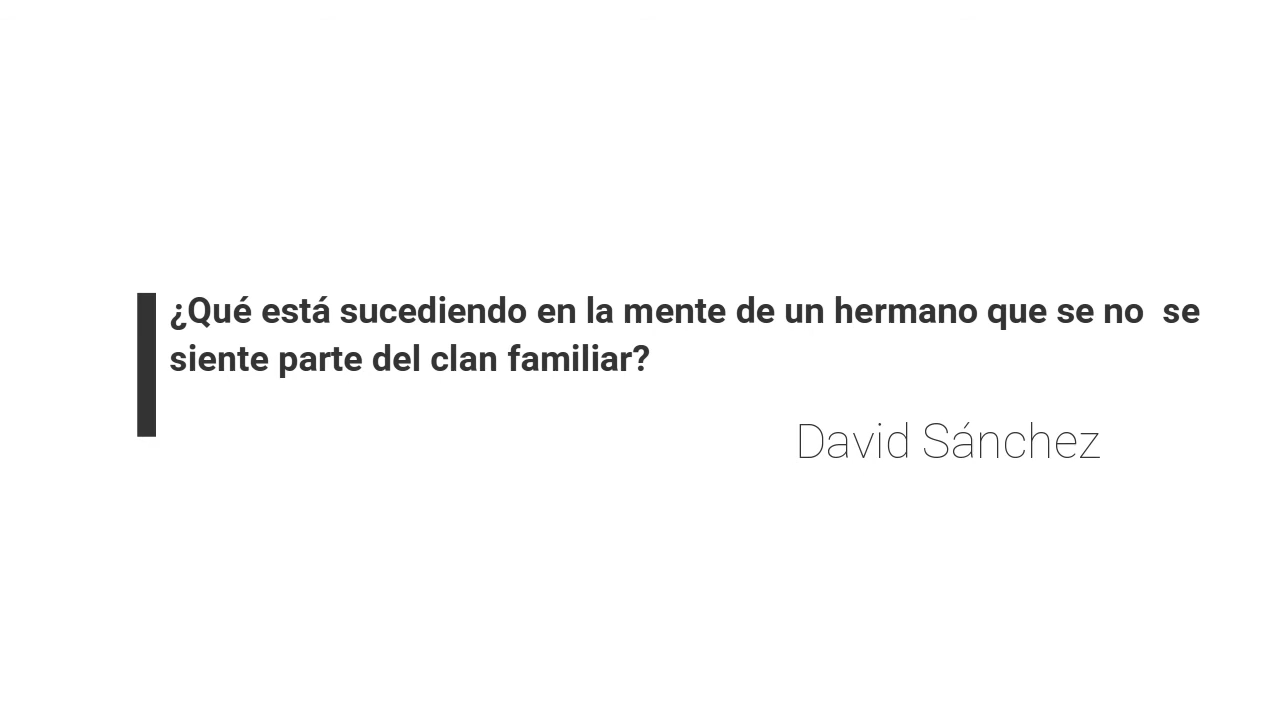 ¿Qué está sucediendo en la mente de un hermano que se no  se
siente parte del clan familiar?
David Sánchez